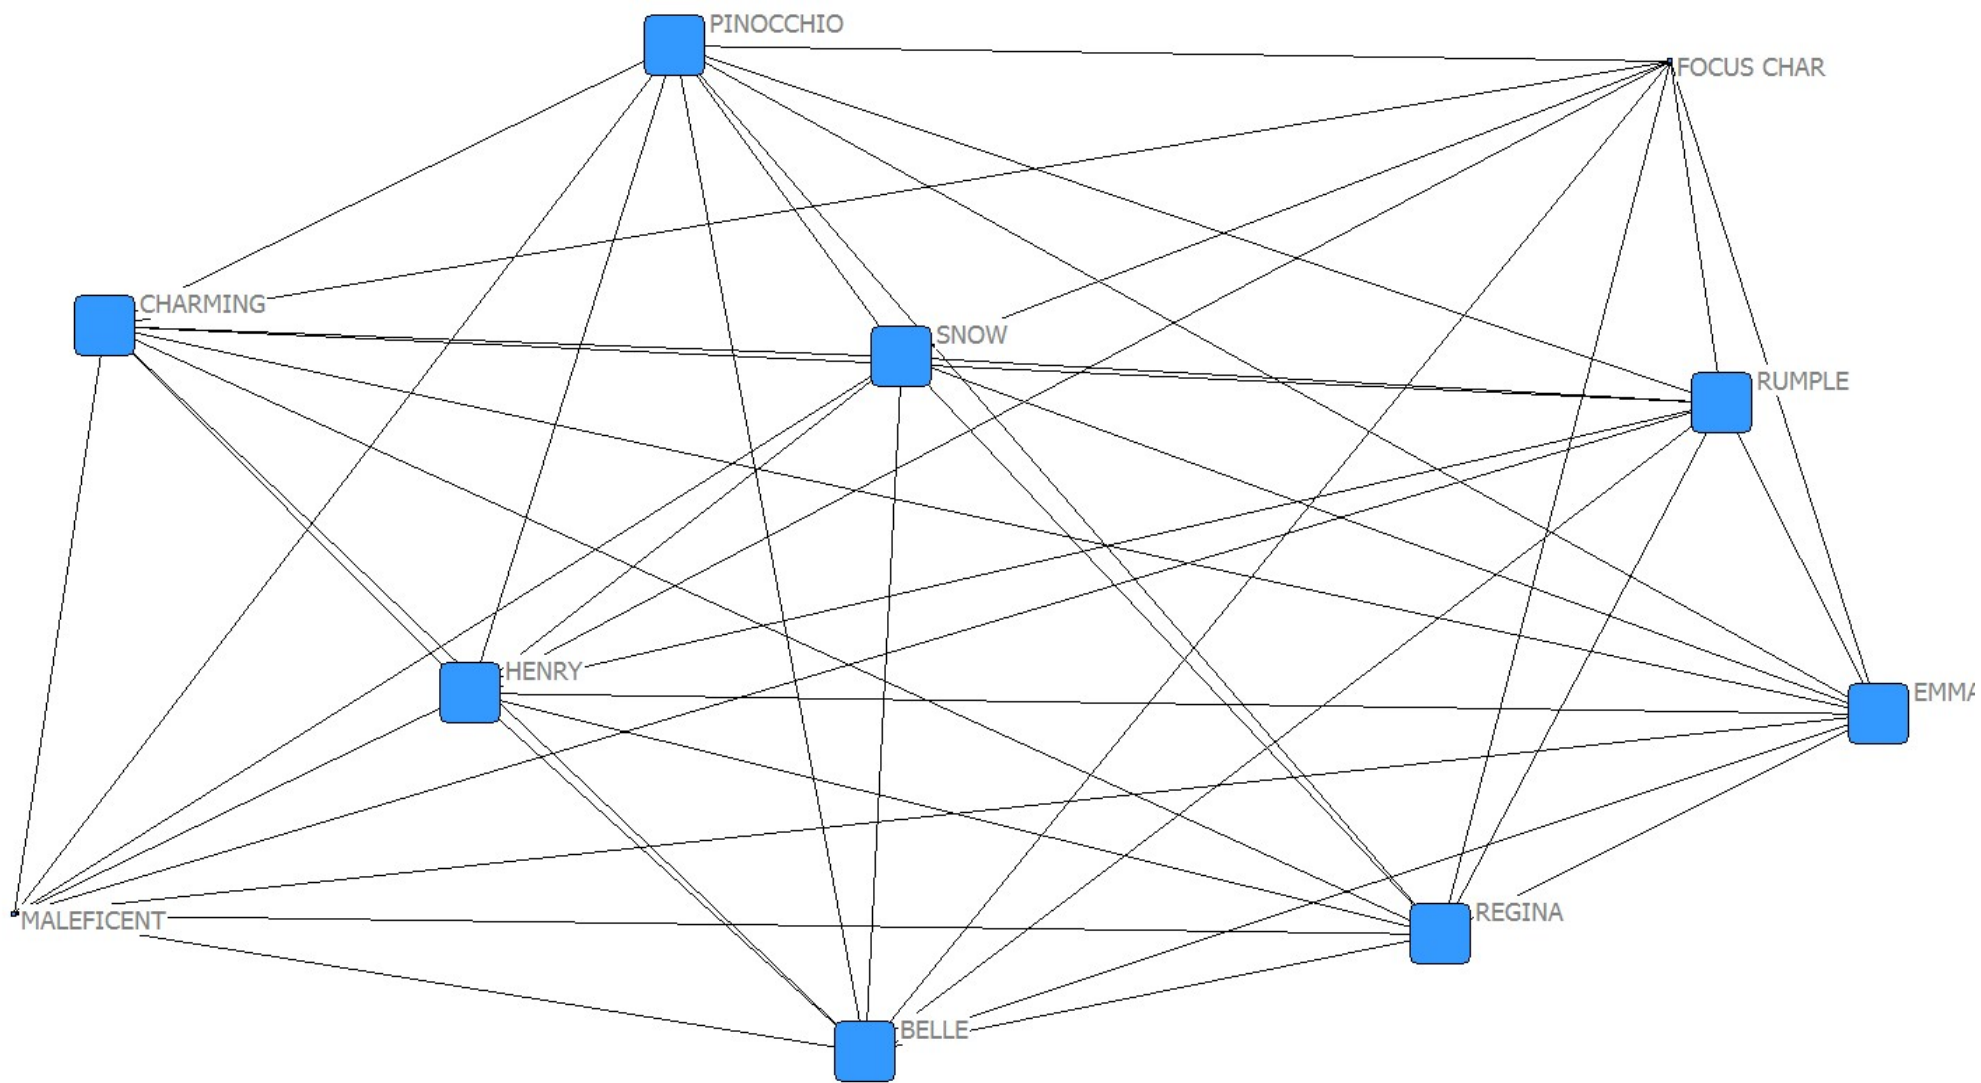 PINOCCHIO
FOCUS CHAR
CHARMING
SNOW
RUMPLE
HENRY
EMMA
REGINA
MALEFICENT
BELLE